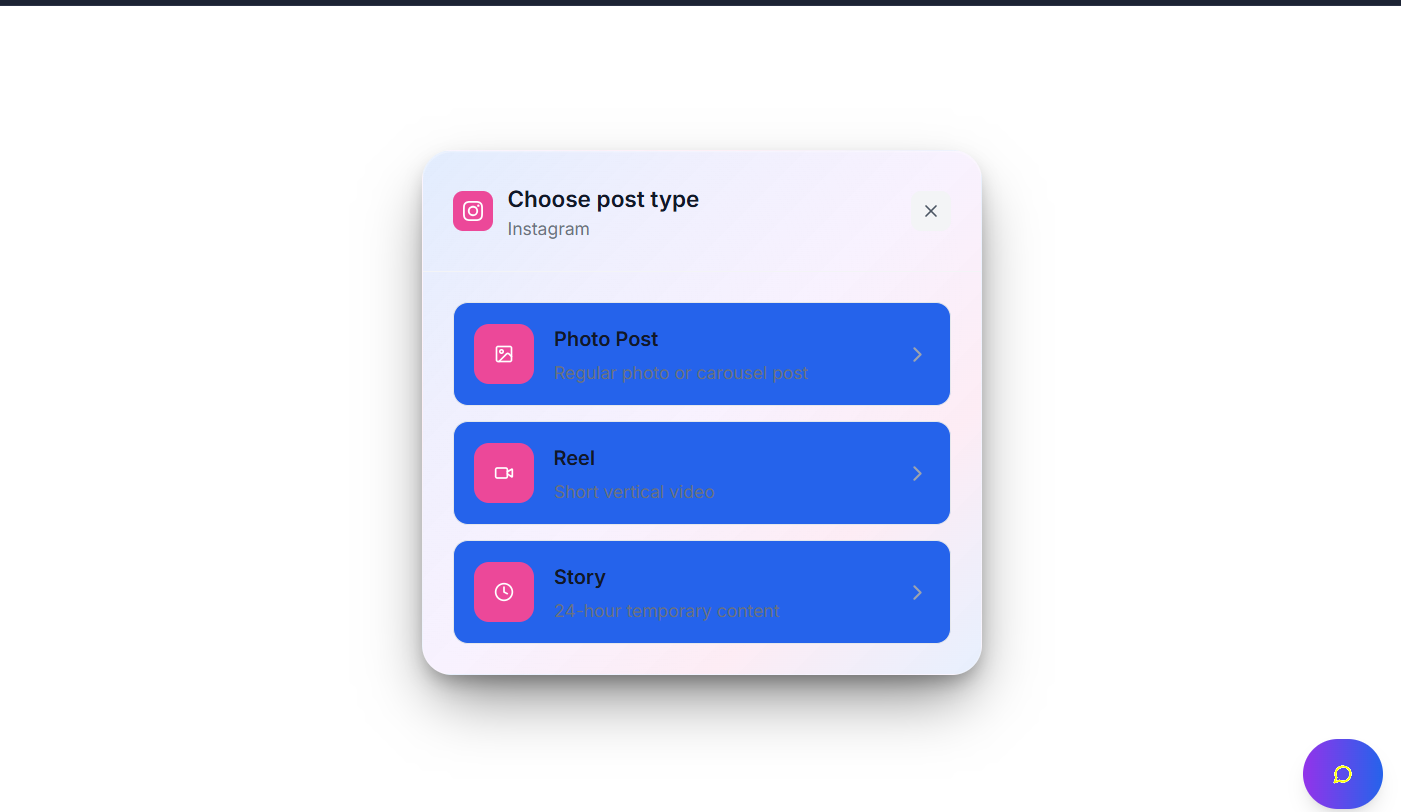 Choose post type
Instagram
Photo Post
Regular photo or carousel post
Reel
Short vertical video
Story
24-hour temporary content